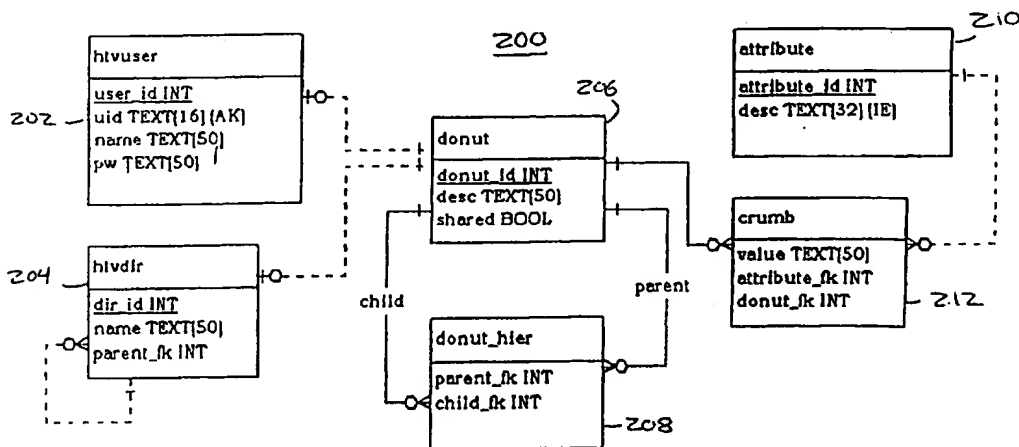 200
202
htvuser
user_id INT
uid TEXT[16] {AK}
name TEXT[50]
pw TEXT[50]
204
htvdir
dir_id INT
name TEXT[50]
parent_fk INT
206
donut
donut_id INT
desc TEXT[50]
shared BOOL
child
parent
donut_hier
parent_fk INT
child_fk INT
208
210
attribute
attribute_id INT
desc TEXT[32] {IE}
crumb
value TEXT[50]
attribute_fk INT
donut_fk INT
212